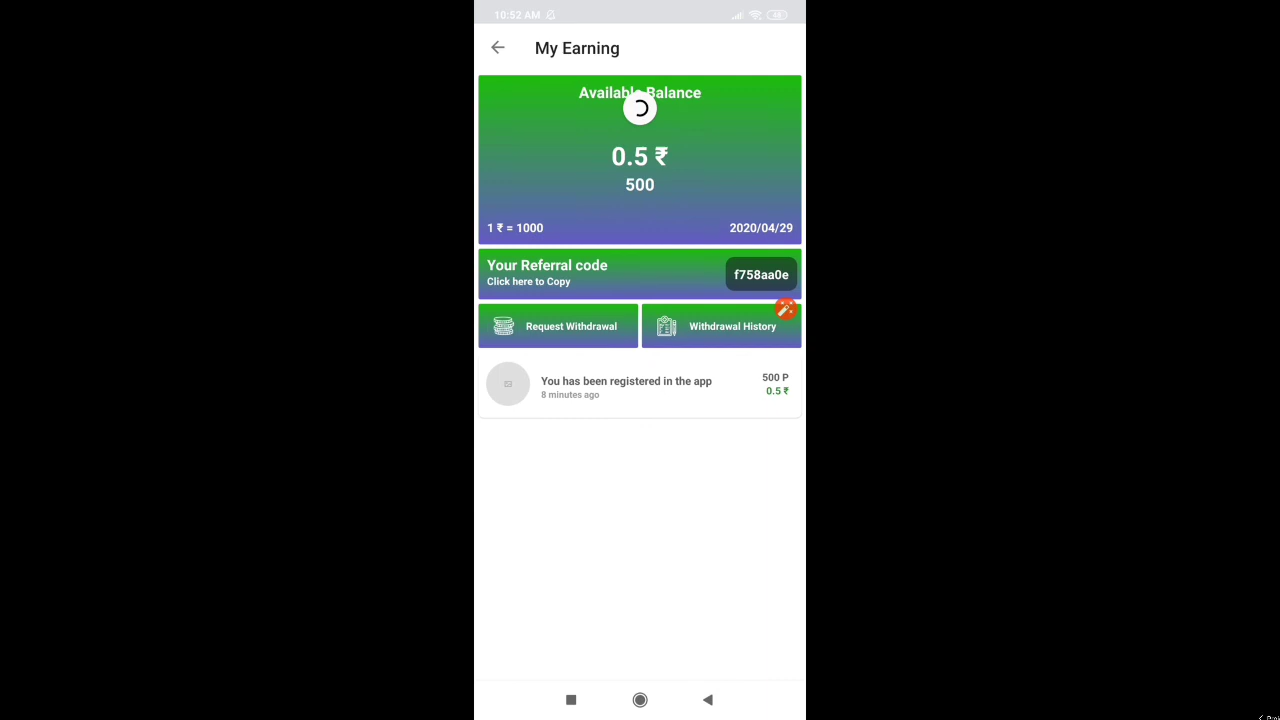 10:52 AM
48
My Earning
Available Balance
0.5 ₹
500
1 ₹ = 1000
2020/04/29
Your Referral code
Click here to Copy
f758aa0e
Request Withdrawal
Withdrawal History
You has been registered in the app
8 minutes ago
500 P
0.5 ₹